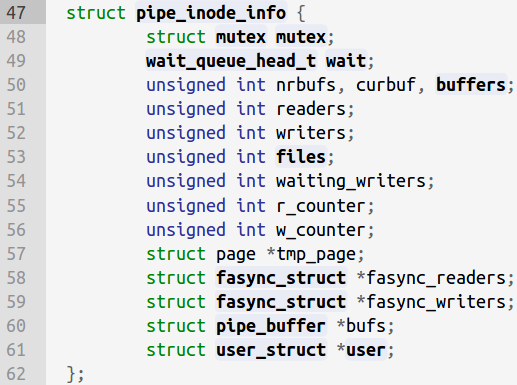 47 struct pipe_inode_info {
48 struct mutex mutex;
49 wait_queue_head_t wait;
50 unsigned int nrbufs, curbuf, buffers;
51 unsigned int readers;
52 unsigned int writers;
53 unsigned int files;
54 unsigned int waiting_writers;
55 unsigned int r_counter;
56 unsigned int w_counter;
57 struct page *tmp_page;
58 struct fasync_struct *fasync_readers;
59 struct fasync_struct *fasync_writers;
60 struct pipe_buffer *bufs;
61 struct user_struct *user;
62 };